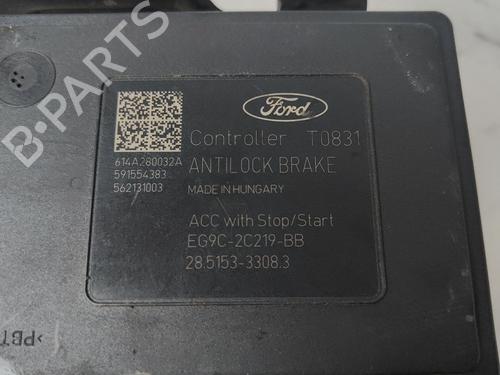 B-PARTS
Ford
Controller T0831
ANTILOCK BRAKE
MADE IN HUNGARY
614A280032A
591554383
562131003
ACC with Stop/Start
EG9C-2C219-BB
28.5153-3308.3
>PBT